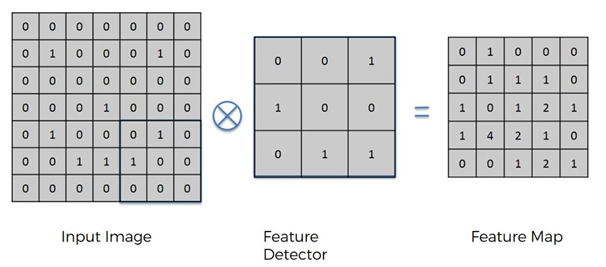 0 0 0 0 0 0 0
0 1 0 0 0 1 0
0 0 0 0 0 0 0
0 0 0 1 0 0 0
0 1 0 0 0 1 0
0 0 1 1 1 0 0
0 0 0 0 0 0 0
0 0 1
1 0 0
0 1 1
=
0 1 0 0 0
0 1 1 1 0
1 0 1 2 1
1 4 2 1 0
0 0 1 2 1
Input Image
Feature
Detector
Feature Map